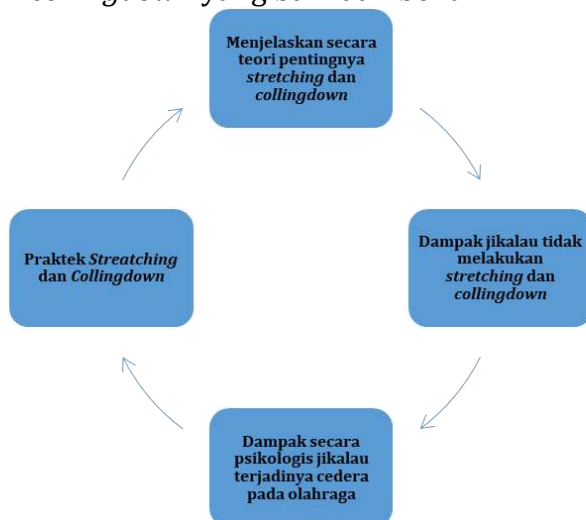 Menjelaskan secara
teori pentingnya
stretching dan
collingdown
Dampak jikalau tidak
melakukan
stretching dan
collingdown
Dampak secara
psikologis jikalau
terjadinya cedera
pada olahraga
Praktek Streatching
dan Collingdown